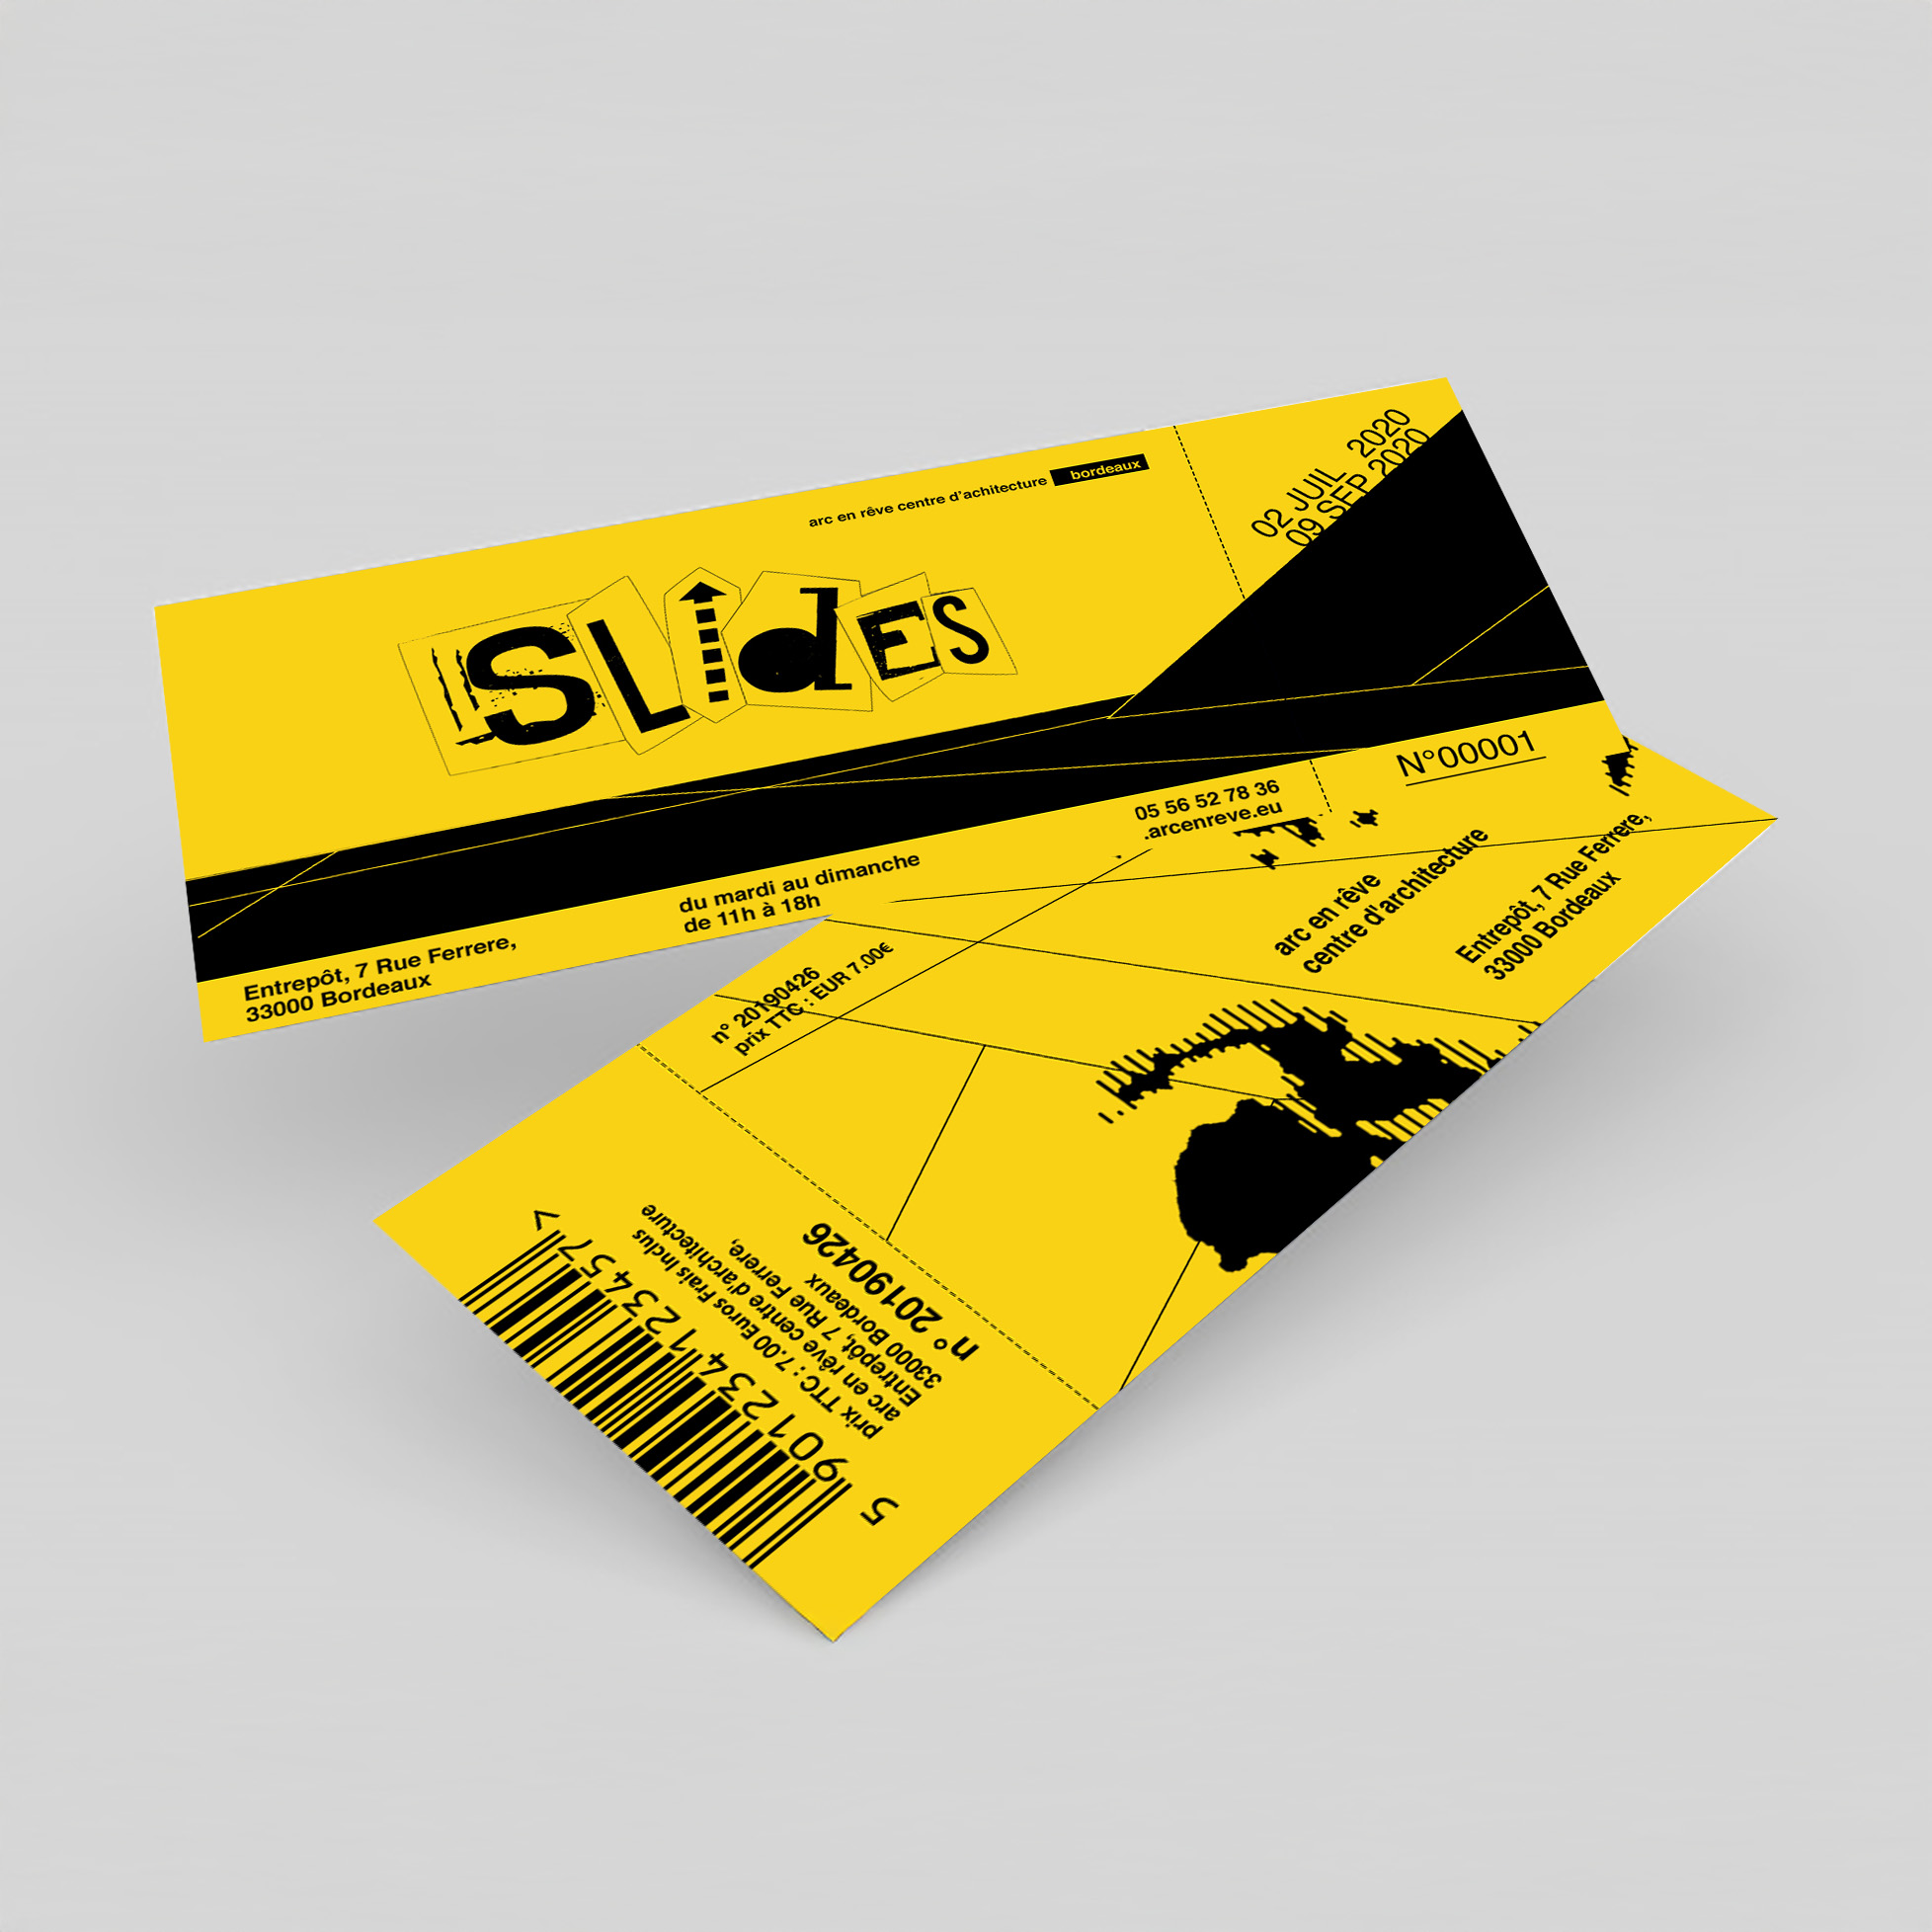 arc en rêve centre d'achitecture bordeaux
SLidES
02 JUIL 2020
09 SEP 2020
N°00001
05 56 52 78 36
.arcenreve.eu
du mardi au dimanche
de 11h à 18h
Entrepôt, 7 Rue Ferrere,
33000 Bordeaux
arc en rêve
centre d'architecture
Entrepôt, 7 Rue Ferrere,
33000 Bordeaux
n° 20190426
prix TTC : EUR 7.00€
n° 20190426
33000 Bordeaux
Entrepôt, 7 Rue Ferrere,
arc en rêve centre d'architecture
prix TTC : 7.00 Euros Frais Inclus
5 901234 123457 >